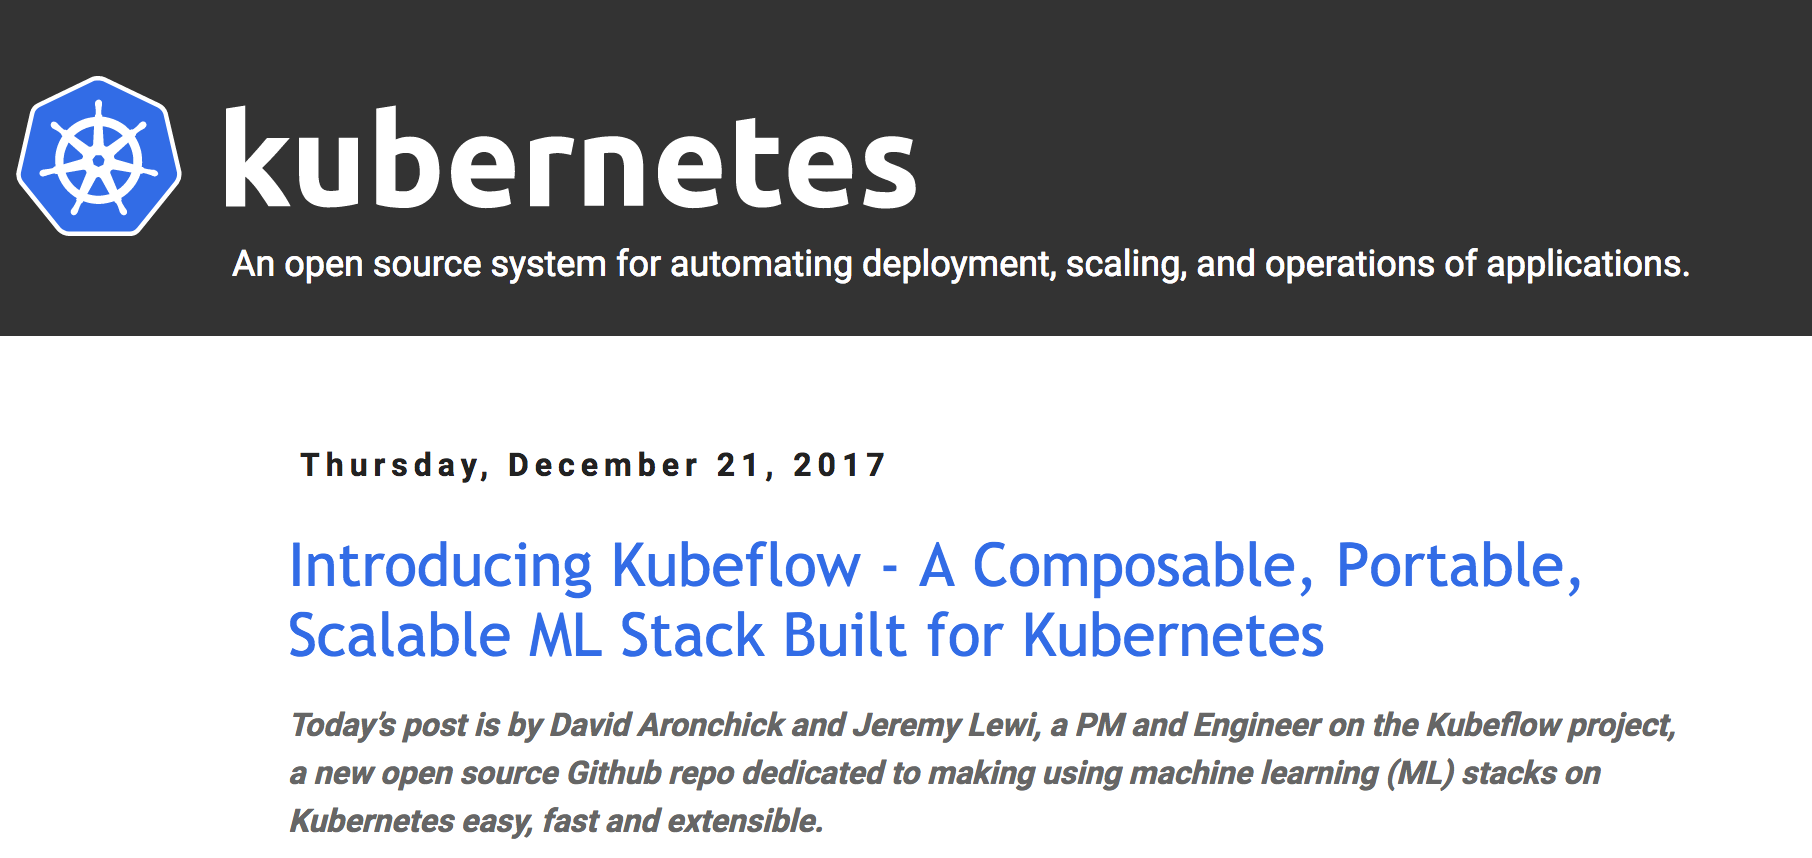 kubernetes
An open source system for automating deployment, scaling, and operations of applications.
Thursday, December 21, 2017
Introducing Kubeflow - A Composable, Portable,
Scalable ML Stack Built for Kubernetes
Today’s post is by David Aronchick and Jeremy Lewi, a PM and Engineer on the Kubeflow project,
a new open source Github repo dedicated to making using machine learning (ML) stacks on
Kubernetes easy, fast and extensible.